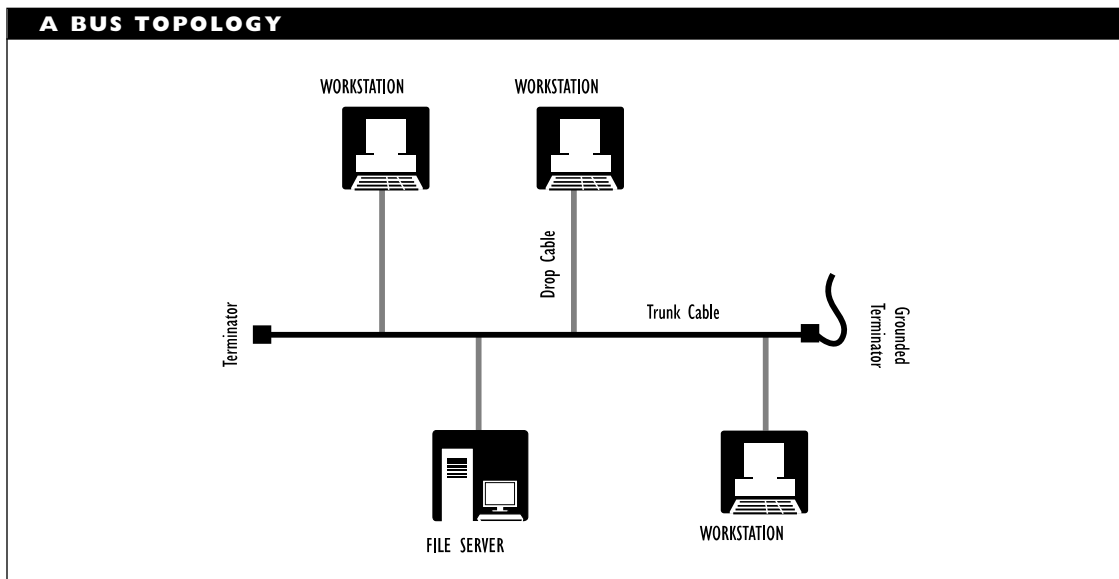 A BUS TOPOLOGY
WORKSTATION
WORKSTATION
Drop Cable
Trunk Cable
Terminator
Grounded
Terminator
FILE SERVER
WORKSTATION